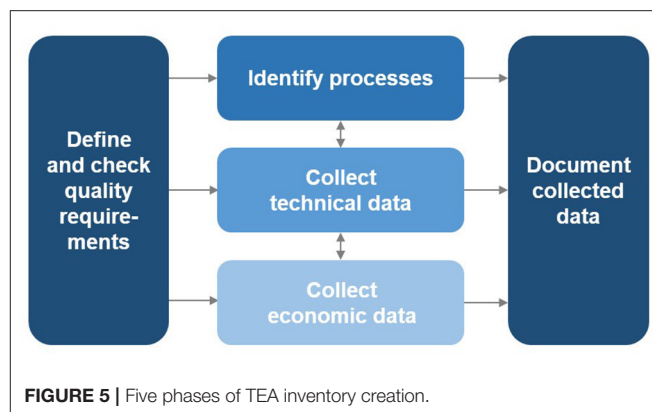 Define
and check
quality
require-
ments
Identify processes
Collect
technical data
Collect
economic data
Document
collected
data
FIGURE 5 | Five phases of TEA inventory creation.